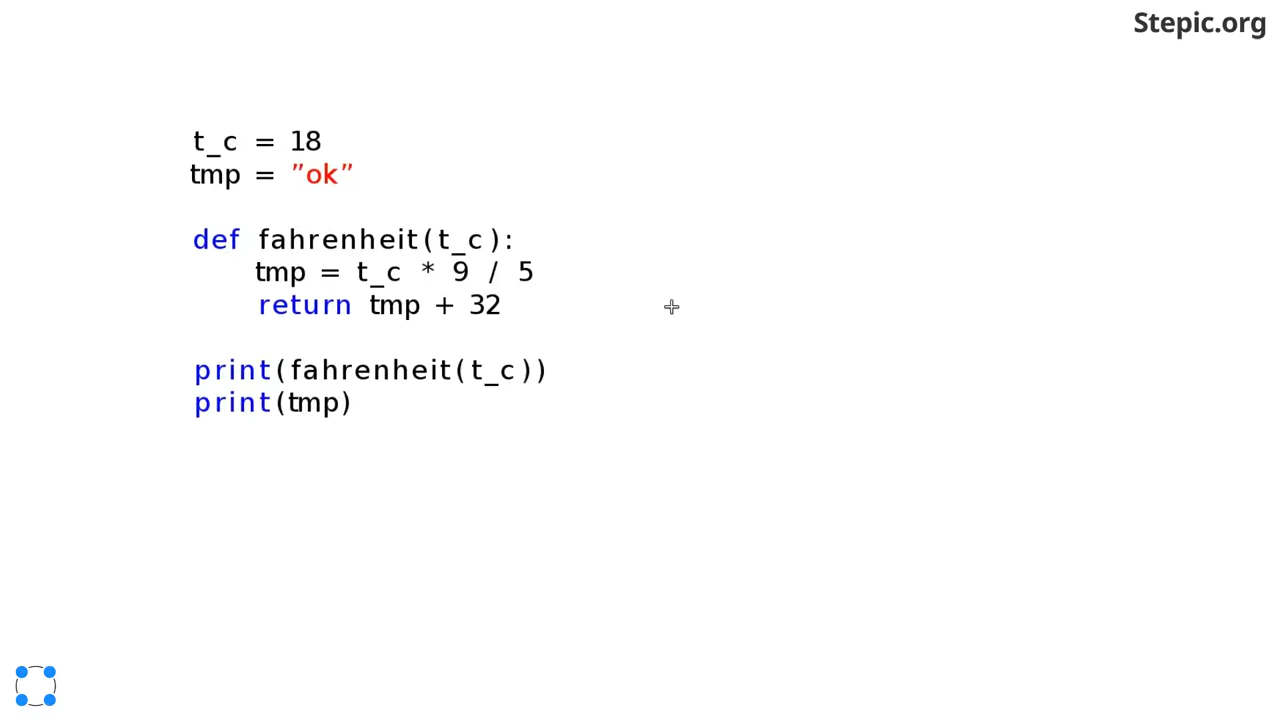 Stepic.org
t_c = 18
tmp = ”ok”
def fahrenheit(t_c):
    tmp = t_c * 9 / 5
    return tmp + 32
print(fahrenheit(t_c))
print(tmp)